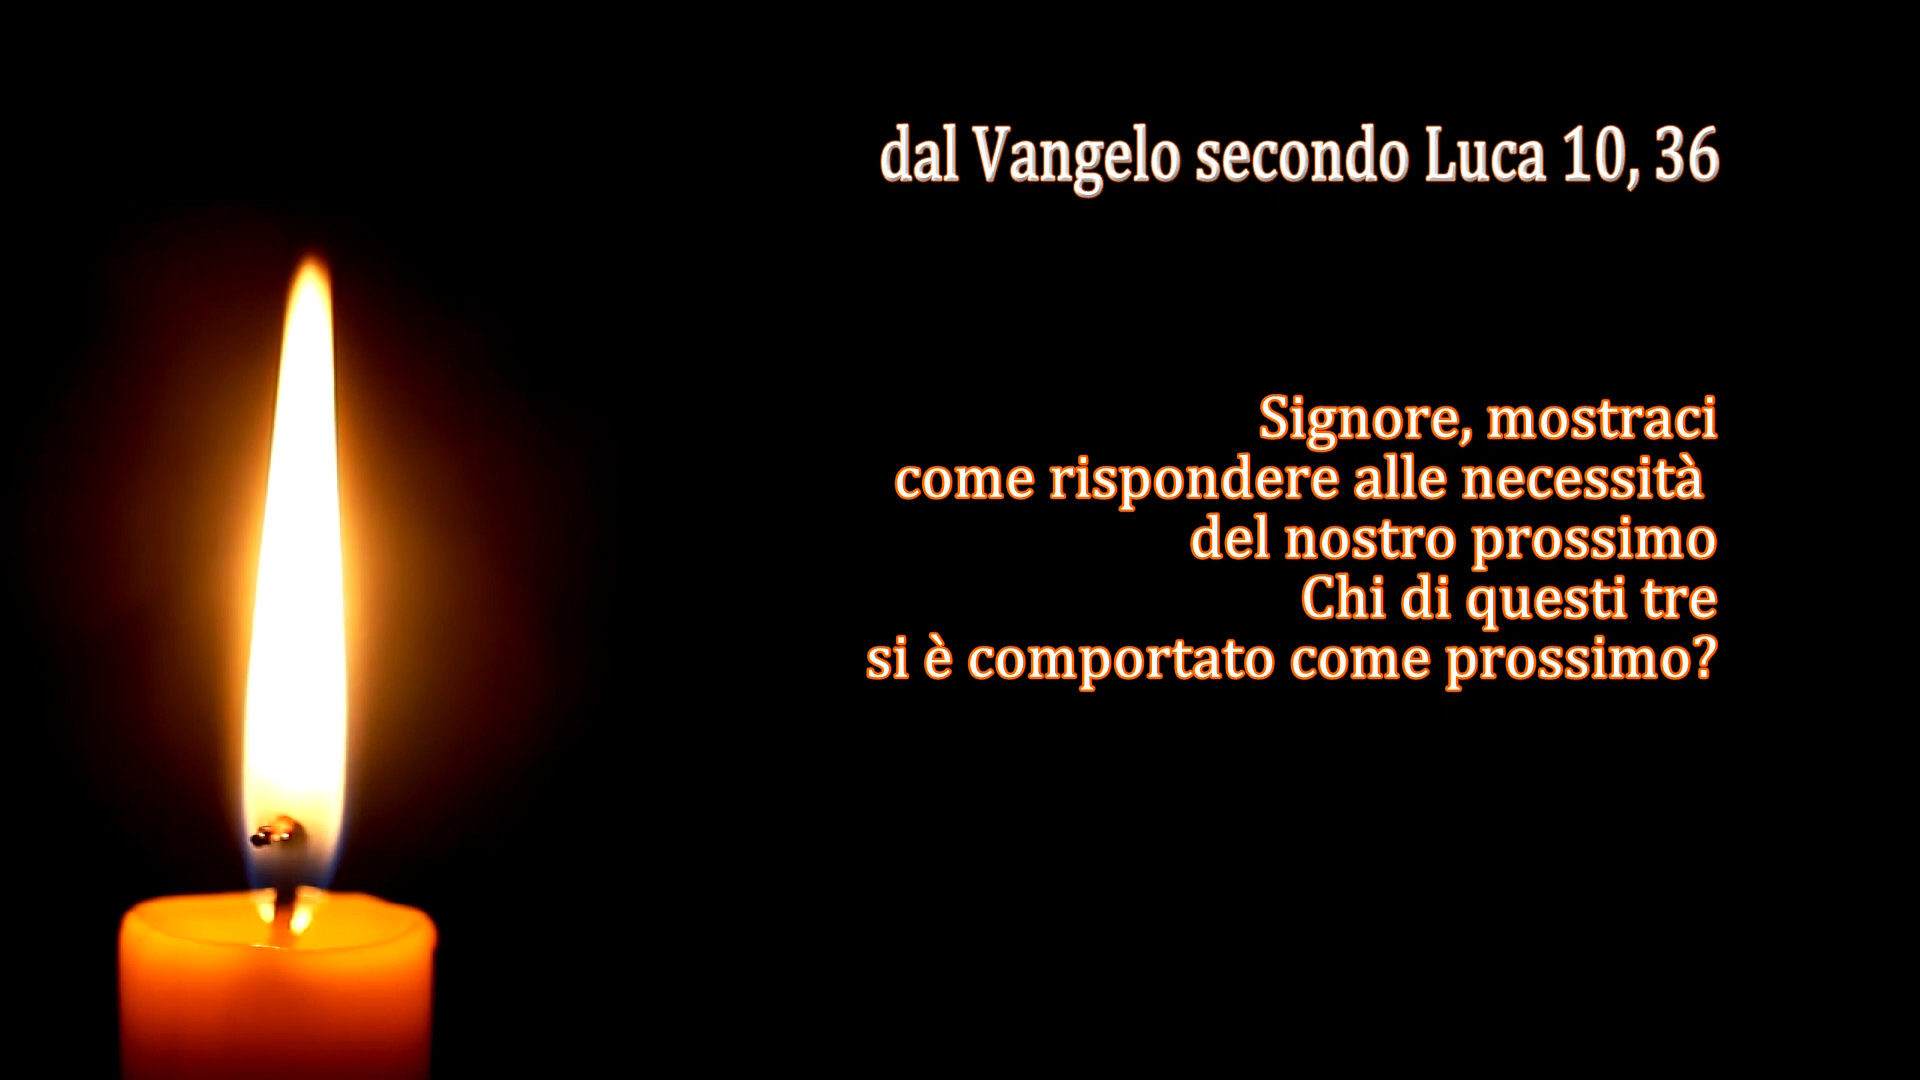 dal Vangelo secondo Luca 10, 36
Signore, mostraci
come rispondere alle necessità
del nostro prossimo
Chi di questi tre
si è comportato come prossimo?